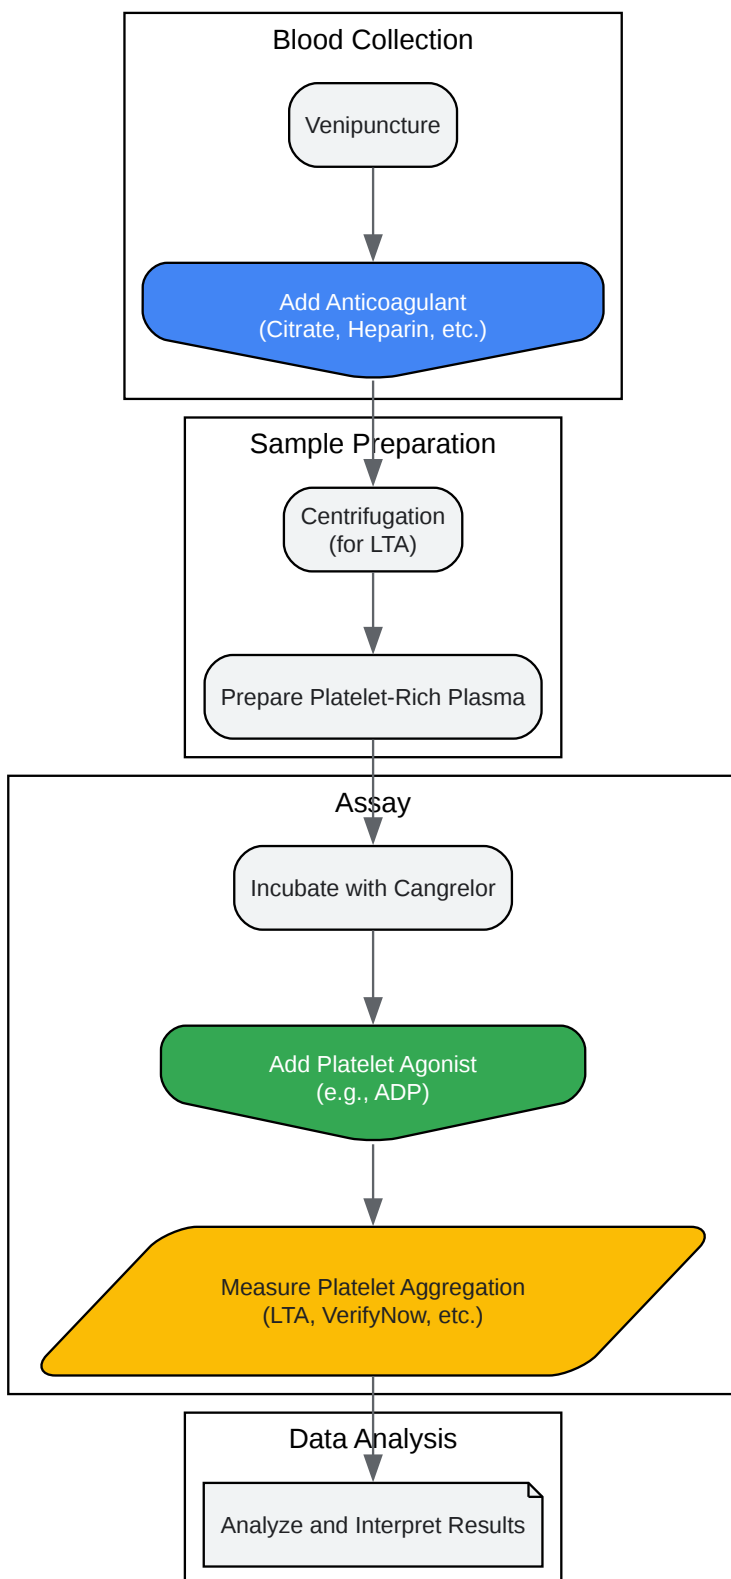 Blood Collection
Venipuncture
Add Anticoagulant
(Citrate, Heparin, etc.)
Sample Preparation
Centrifugation
(for LTA)
Prepare Platelet-Rich Plasma
Assay
Incubate with Cangrelor
Add Platelet Agonist
(e.g., ADP)
Measure Platelet Aggregation
(LTA, VerifyNow, etc.)
Data Analysis
Analyze and Interpret Results